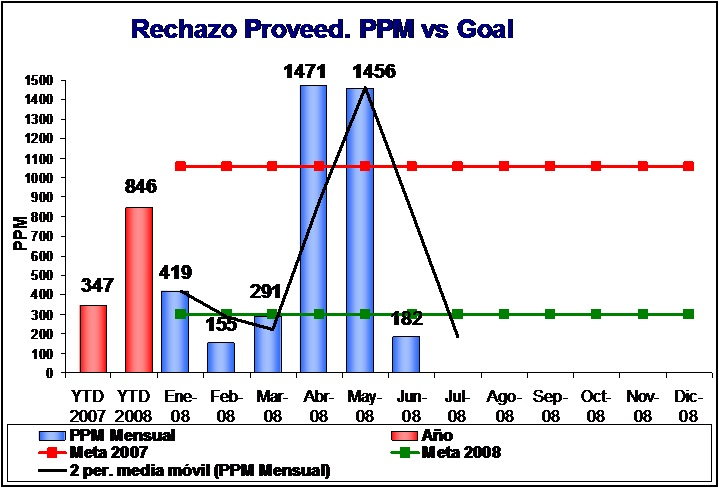 Rechazo Proveed. PPM vs Goal
PPM
1500
1400
1300
1200
1100
1000
900
800
700
600
500
400
300
200
100
0
347
846
419
155
291
1471
1456
182
YTD 2007
YTD 2008
Ene-08
Feb-08
Mar-08
Abr-08
May-08
Jun-08
Jul-08
Ago-08
Sep-08
Oct-08
Nov-08
Dic-08
PPM Mensual
Año
Meta 2007
Meta 2008
2 per. media móvil (PPM Mensual)